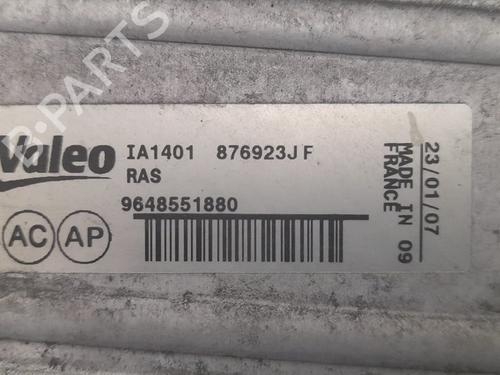 B-PARTS
Valeo IA1401 876923J F
RAS
9648551880
AC AP
23/01/07
MADE IN 09
FRANCE